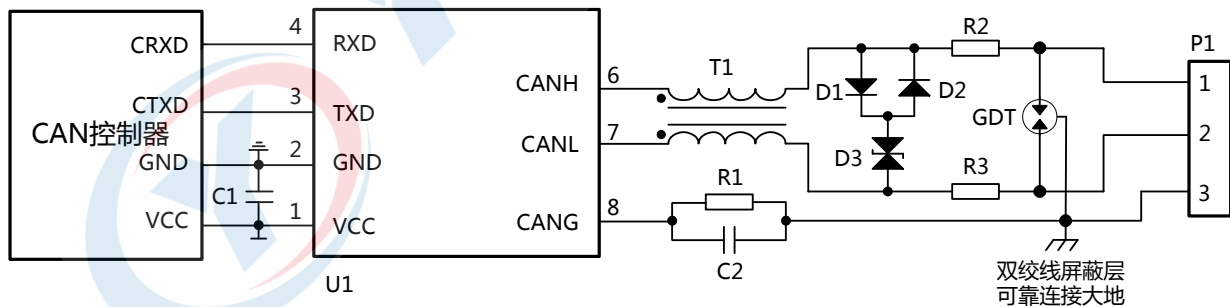 CAN控制器
CRXD
CTXD
GND
VCC
4
3
2
1
C1
RXD
TXD
GND
VCC
U1
CANH
CANL
CANG
6
7
8
T1
R1
C2
D1
D2
D3
R2
R3
GDT
P1
1
2
3
双绞线屏蔽层
可靠连接大地